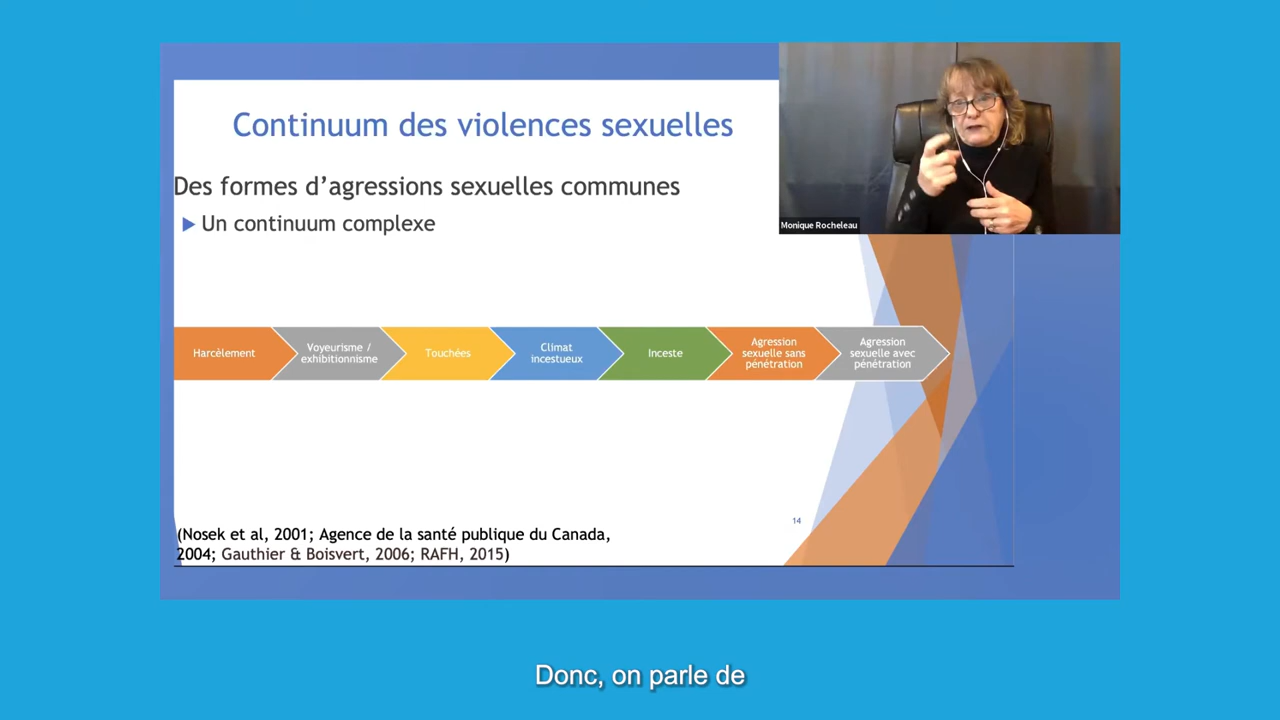 Continuum des violences sexuelles
Des formes d’agressions sexuelles communes
Un continuum complexe
Monique Rocheleau
Harcèlement
Voyeurisme /
exhibitionnisme
Touchées
Climat
incestueux
Inceste
Agression
sexuelle sans
pénétration
Agression
sexuelle avec
pénétration
14
(Nosek et al, 2001; Agence de la santé publique du Canada,
2004; Gauthier & Boisvert, 2006; RAFH, 2015)
Donc, on parle de